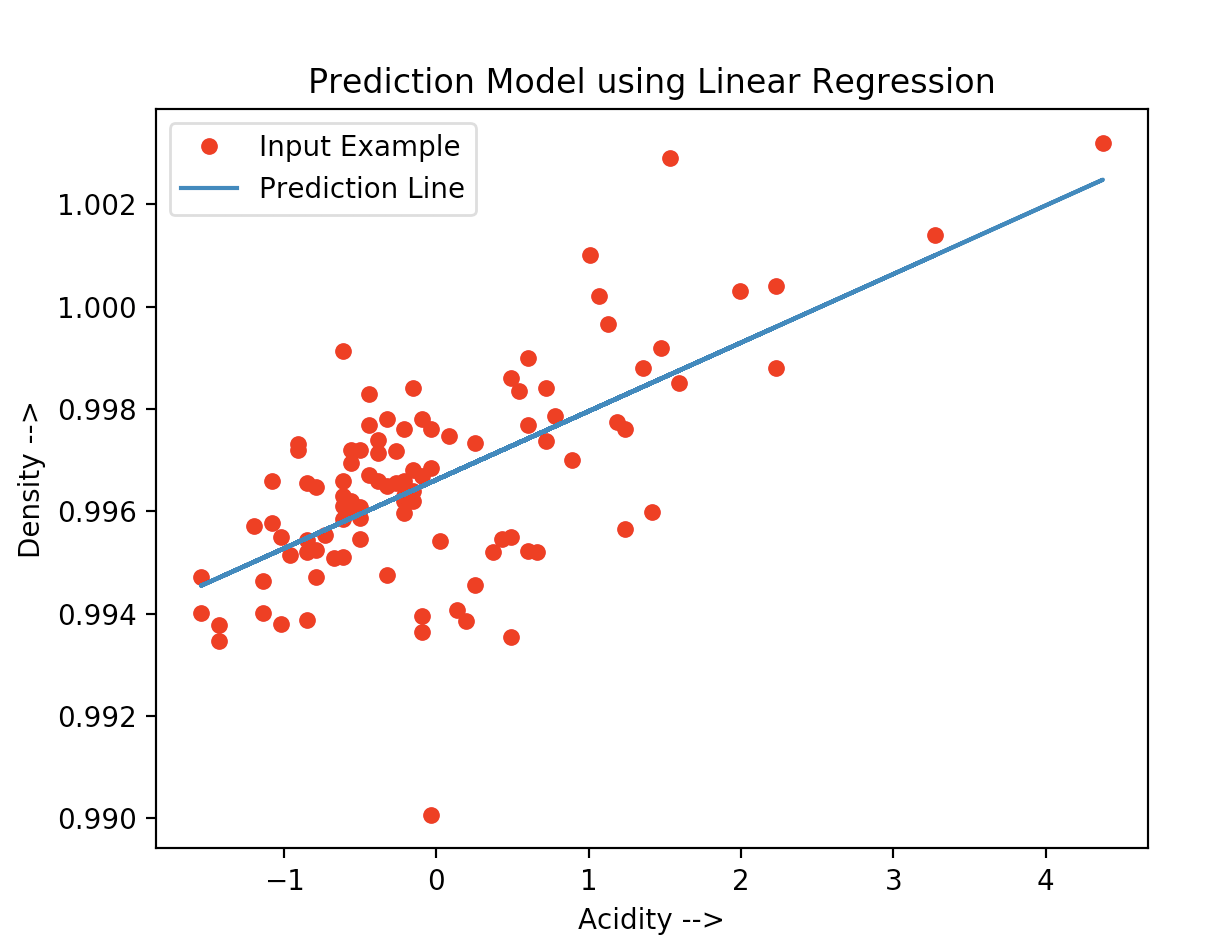 Prediction Model using Linear Regression
Input Example
Prediction Line
1.002
1.000
0.998
0.996
0.994
0.992
0.990
Density -->
−1
0
1
2
3
4
Acidity -->